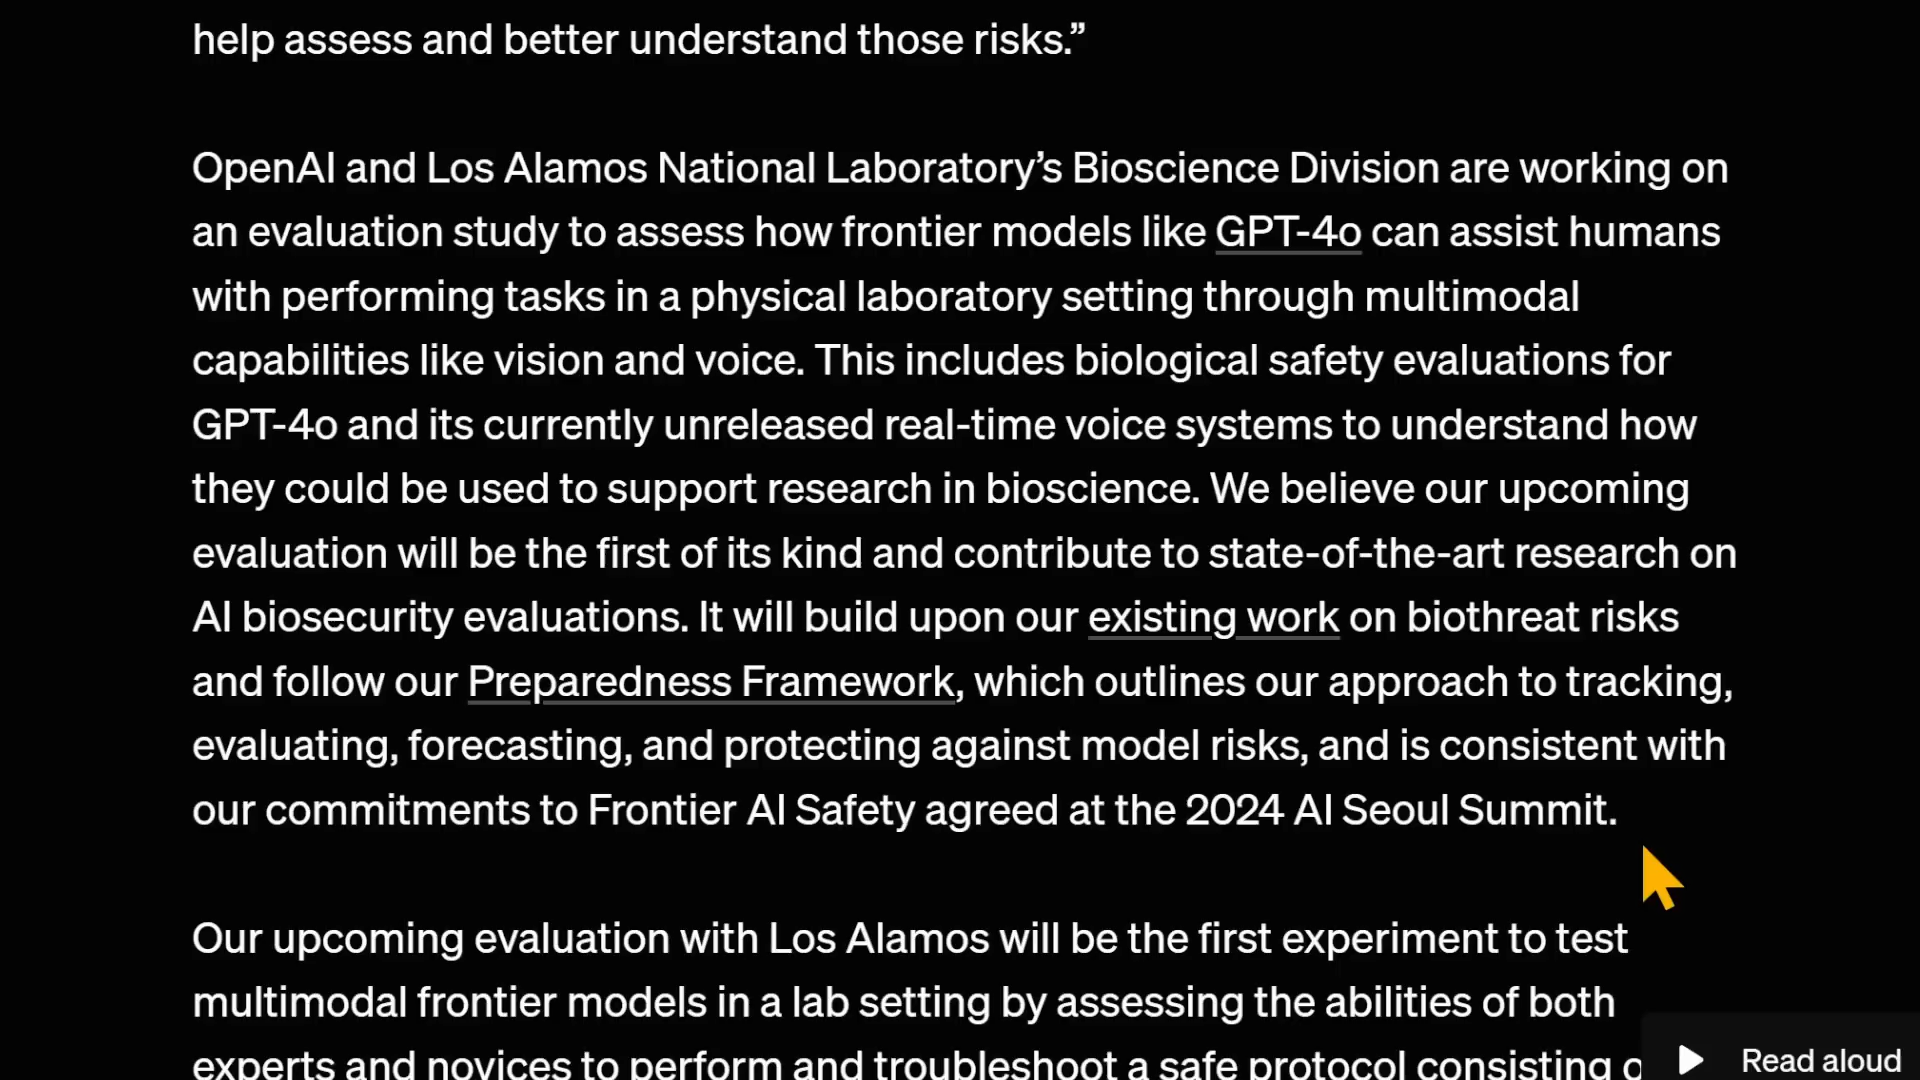 help assess and better understand those risks.”
OpenAI and Los Alamos National Laboratory’s Bioscience Division are working on
an evaluation study to assess how frontier models like GPT-4o can assist humans
with performing tasks in a physical laboratory setting through multimodal
capabilities like vision and voice. This includes biological safety evaluations for
GPT-4o and its currently unreleased real-time voice systems to understand how
they could be used to support research in bioscience. We believe our upcoming
evaluation will be the first of its kind and contribute to state-of-the-art research on
AI biosecurity evaluations. It will build upon our existing work on biothreat risks
and follow our Preparedness Framework, which outlines our approach to tracking,
evaluating, forecasting, and protecting against model risks, and is consistent with
our commitments to Frontier AI Safety agreed at the 2024 AI Seoul Summit.
Our upcoming evaluation with Los Alamos will be the first experiment to test
multimodal frontier models in a lab setting by assessing the abilities of both
experts and novices to perform and troubleshoot a safe protocol consisting
Read aloud